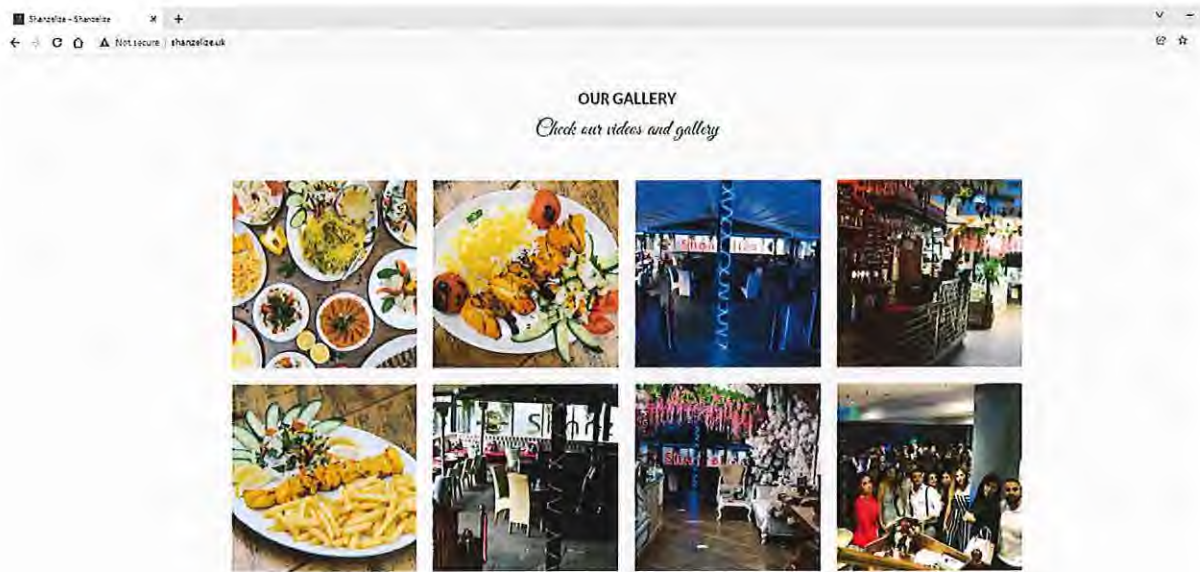 Shanzelize - Shanzelize
Not secure | shanzelize.uk
OUR GALLERY
Check our videos and gallery